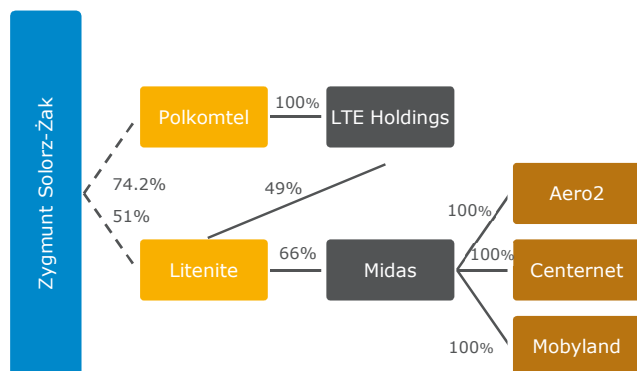 Zygmunt Solorz-Żak
Polkomtel
100%
LTE Holdings
74.2%
49%
51%
Litenite
66%
Midas
100%
Aero2
100%
Centernet
100%
Mobyland